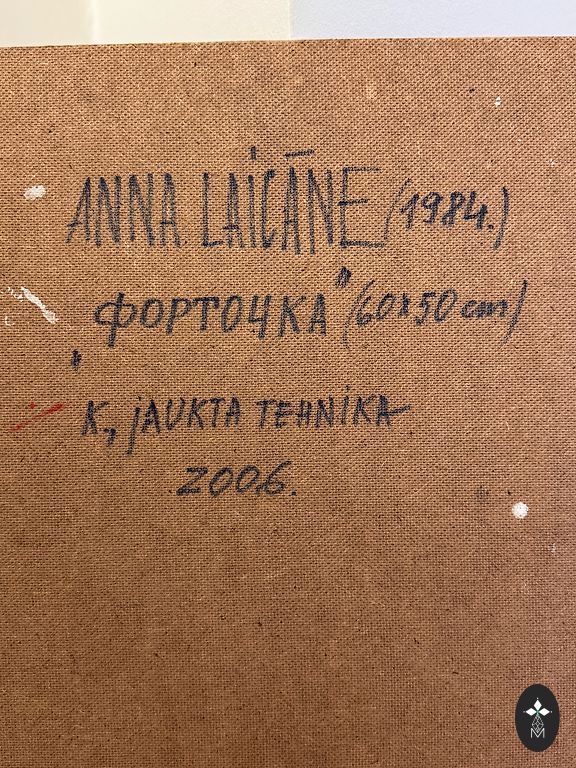 ANNA LAICĀNE (1984.)
"ФОРТОЧКА" (60x50 cm)
K, jAUKTA TEHNIKA
2006.
M